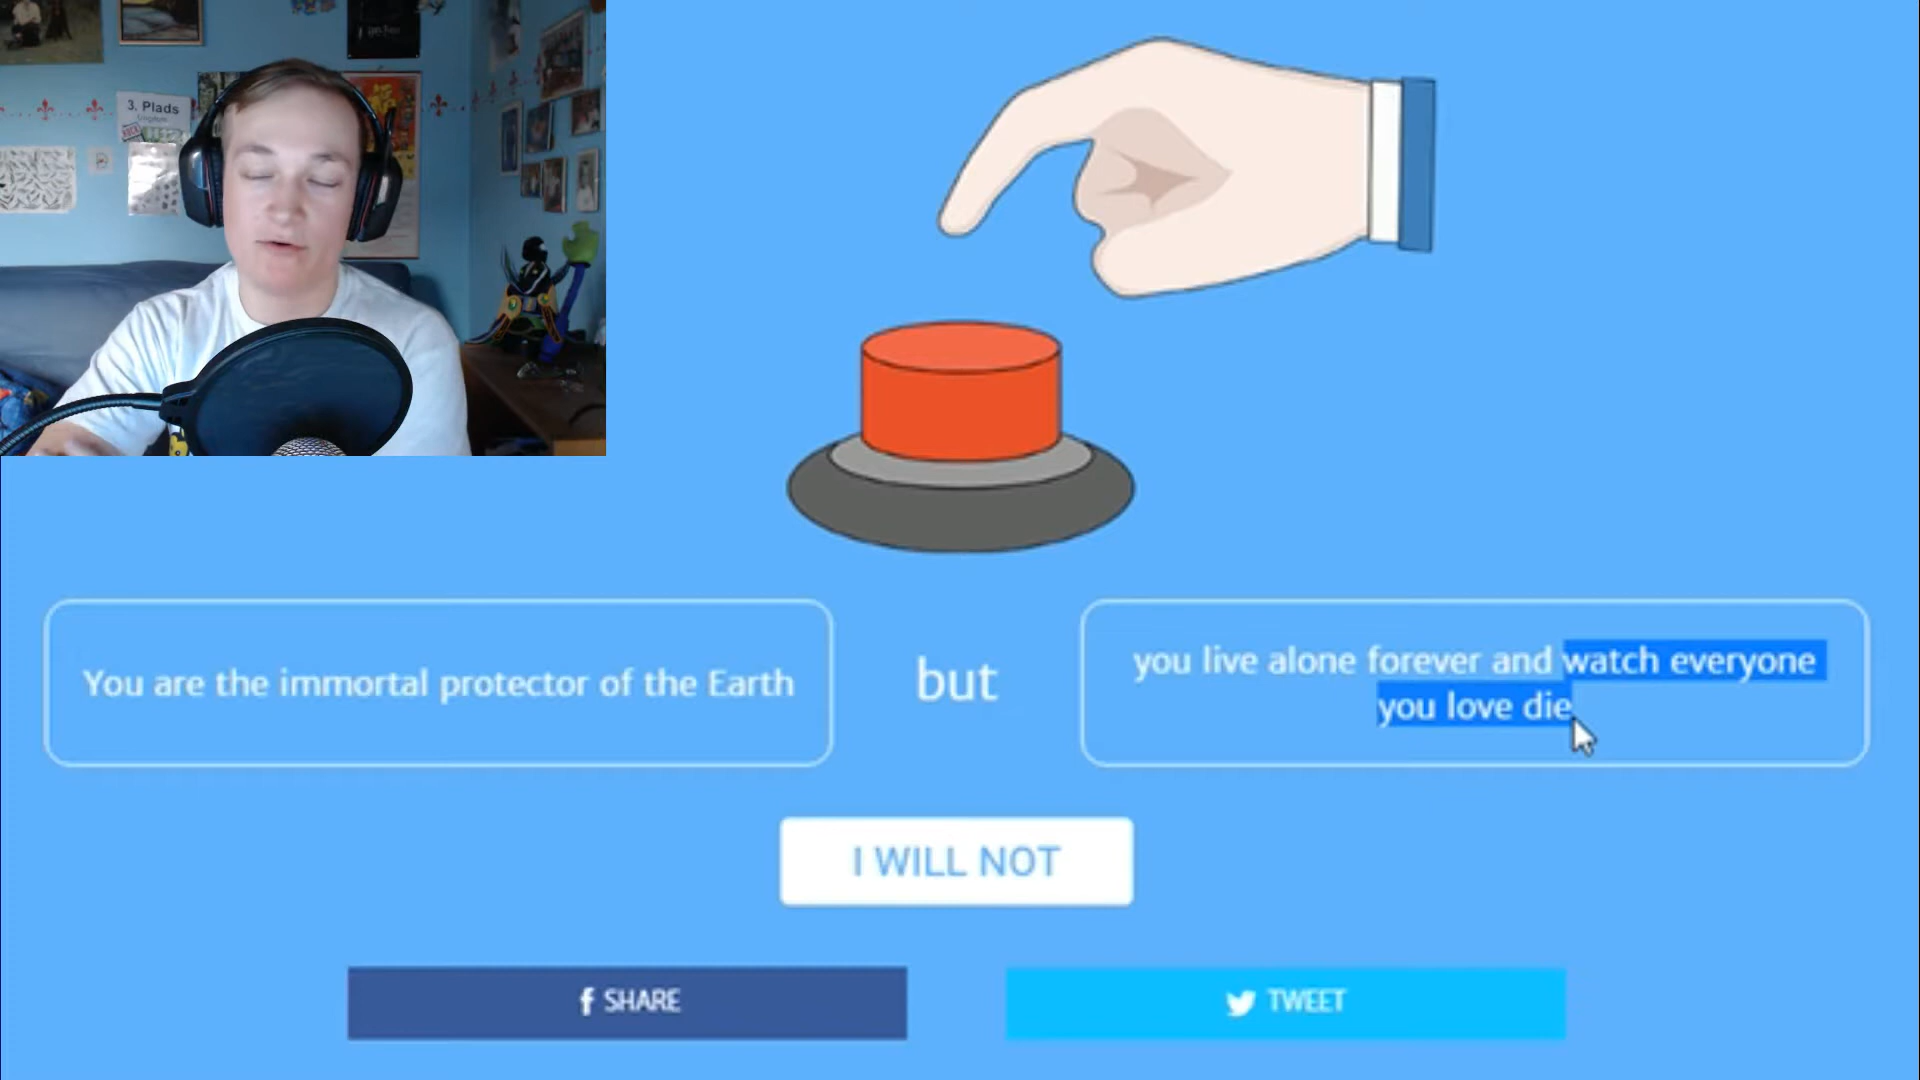 3. Plads
Ungdom
You are the immortal protector of the Earth
but
you live alone forever and watch everyone
you love die
I WILL NOT
SHARE
TWEET